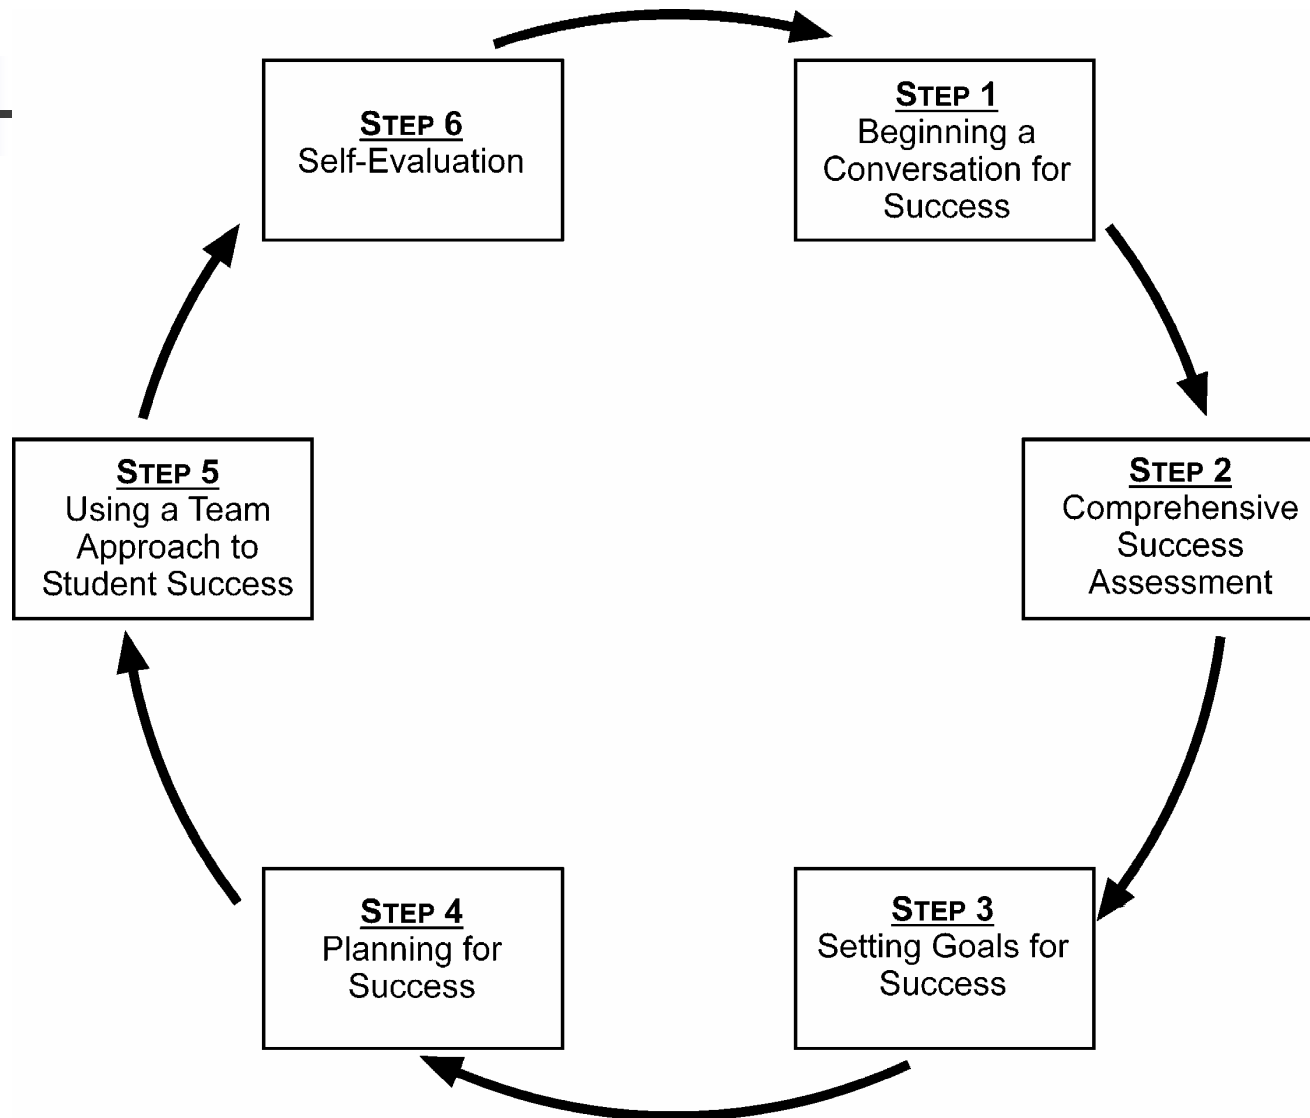 STEP 1
Beginning a
Conversation for
Success
STEP 2
Comprehensive
Success
Assessment
STEP 3
Setting Goals for
Success
STEP 4
Planning for
Success
STEP 5
Using a Team
Approach to
Student Success
STEP 6
Self-Evaluation